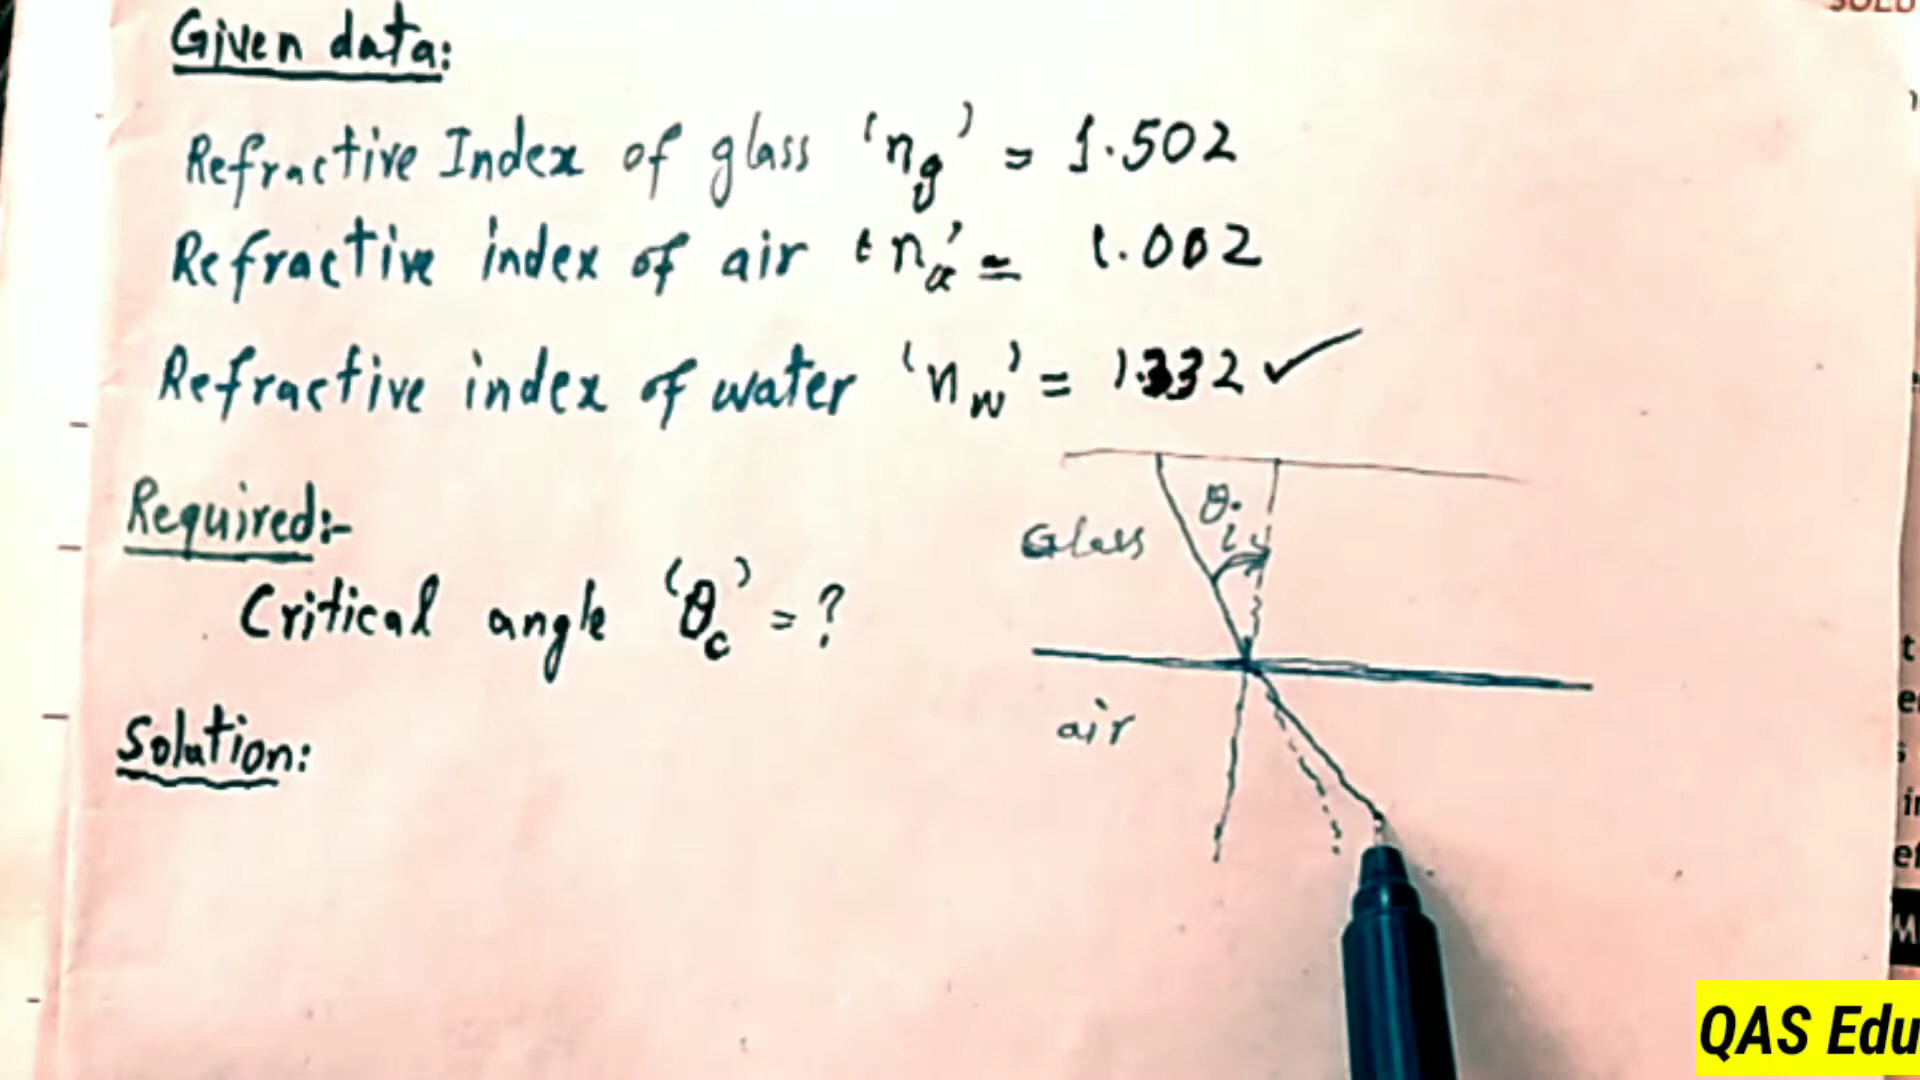 Given data:
Refractive Index of glass 'ng' = 1.502
Refractive index of air 'na' = 1.002
Refractive index of water 'nw' = 1.332 ✓
Required:-
Critical angle 'θc' = ?
Solution:
Glass
θi
air
QAS Edu